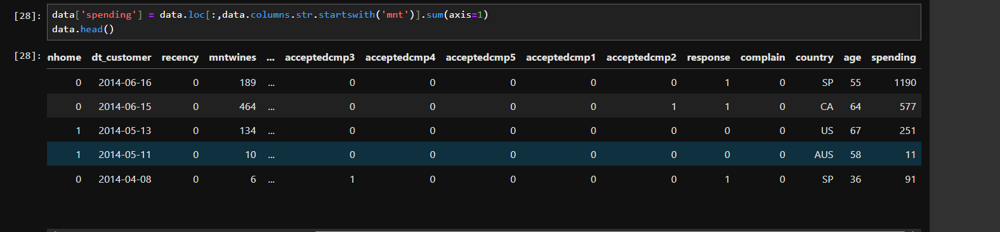 [28]: data['spending'] = data.loc[:,data.columns.str.startswith('mnt')].sum(axis=1)
data.head()
[28]: nhome dt_customer recency mntwines ... acceptedcmp3 acceptedcmp4 acceptedcmp5 acceptedcmp1 acceptedcmp2 response complain country age spending
0 2014-06-16 0 189 ... 0 0 0 0 0 1 0 SP 55 1190
0 2014-06-15 0 464 ... 0 0 0 0 1 1 0 CA 64 577
1 2014-05-13 0 134 ... 0 0 0 0 0 0 0 US 67 251
1 2014-05-11 0 10 ... 0 0 0 0 0 0 0 AUS 58 11
0 2014-04-08 0 6 ... 1 0 0 0 0 1 0 SP 36 91